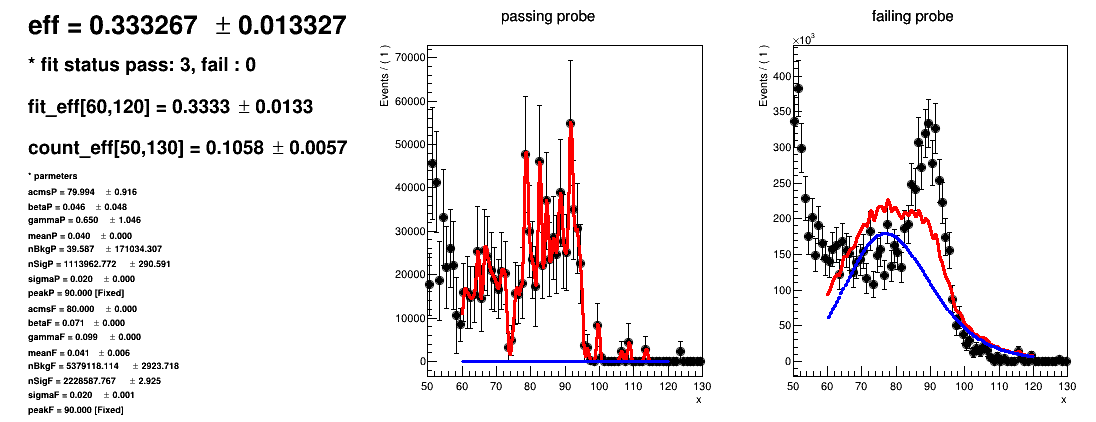 eff = 0.333267 ± 0.013327
* fit status pass: 3, fail : 0
fit_eff[60,120] = 0.3333 ± 0.0133
count_eff[50,130] = 0.1058 ± 0.0057
* parmeters
acmsP = 79.994 ± 0.916
betaP = 0.046 ± 0.048
gammaP = 0.650 ± 1.046
meanP = 0.040 ± 0.000
nBkgP = 39.587 ± 171034.307
nSigP = 1113962.772 ± 290.591
sigmaP = 0.020 ± 0.000
peakP = 90.000 [Fixed]
acmsF = 80.000 ± 0.000
betaF = 0.071 ± 0.000
gammaF = 0.099 ± 0.000
meanF = 0.041 ± 0.006
nBkgF = 5379118.114 ± 2923.718
nSigF = 2228587.767 ± 2.925
sigmaF = 0.020 ± 0.001
peakF = 90.000 [Fixed]
passing probe
Events / ( 1 )
70000
60000
50000
40000
30000
20000
10000
0
50 60 70 80 90 100 110 120 130
x
failing probe
×10³
Events / ( 1 )
400
350
300
250
200
150
100
50
0
50 60 70 80 90 100 110 120 130
x